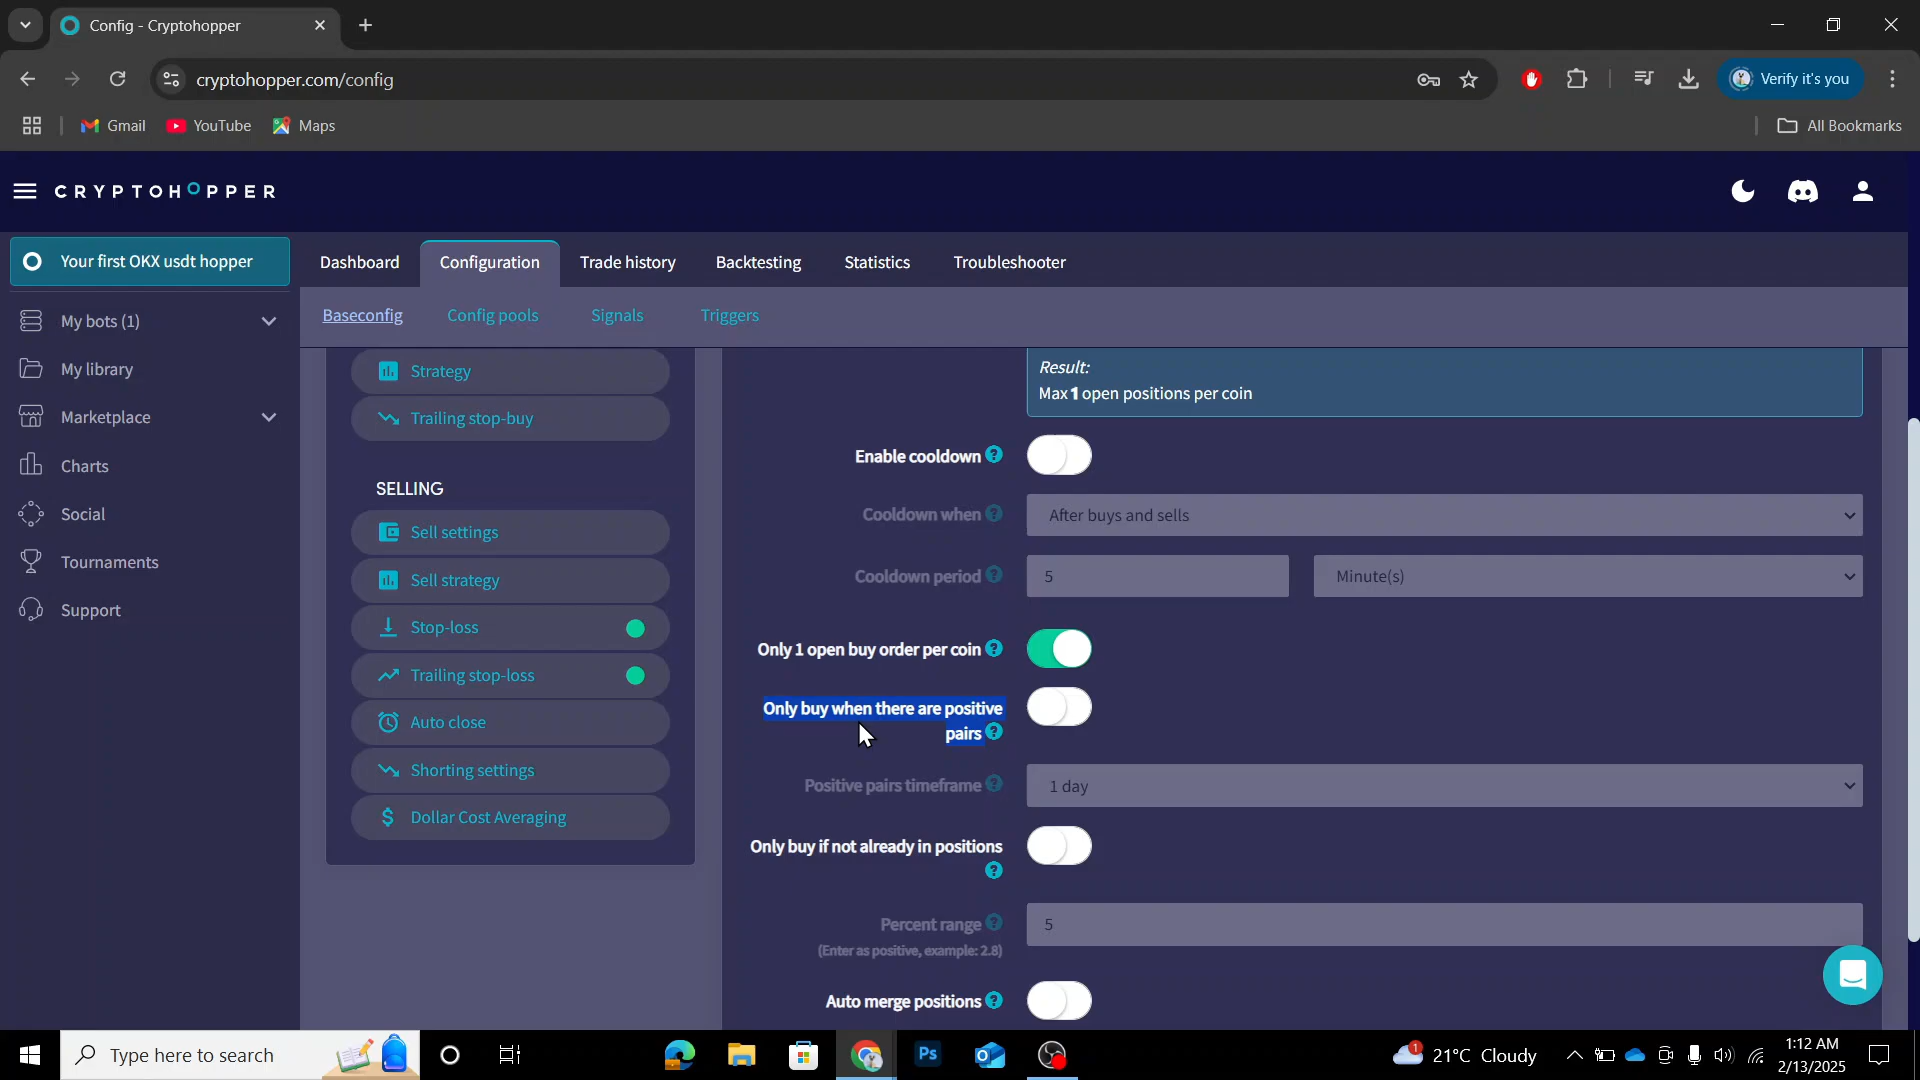 Config - Cryptohopper
cryptohopper.com/config
Verify it's you
Gmail
YouTube
Maps
All Bookmarks
CRYPTOHOPPER
Your first OKX usdt hopper
Dashboard
Configuration
Trade history
Backtesting
Statistics
Troubleshooter
Baseconfig
Config pools
Signals
Triggers
My bots (1)
My library
Marketplace
Charts
Social
Tournaments
Support
Strategy
Trailing stop-buy
SELLING
Sell settings
Sell strategy
Stop-loss
Trailing stop-loss
Auto close
Shorting settings
Dollar Cost Averaging
Result:
Max 1 open positions per coin
Enable cooldown ?
Cooldown when ?
After buys and sells
Cooldown period ?
5
Minute(s)
Only 1 open buy order per coin ?
Only buy when there are positive
pairs ?
Positive pairs timeframe ?
1 day
Only buy if not already in positions
?
Percent range ?
(Enter as positive, example: 2.8)
5
Auto merge positions ?
Type here to search
Ps
1
21°C Cloudy
1:12 AM
2/13/2025